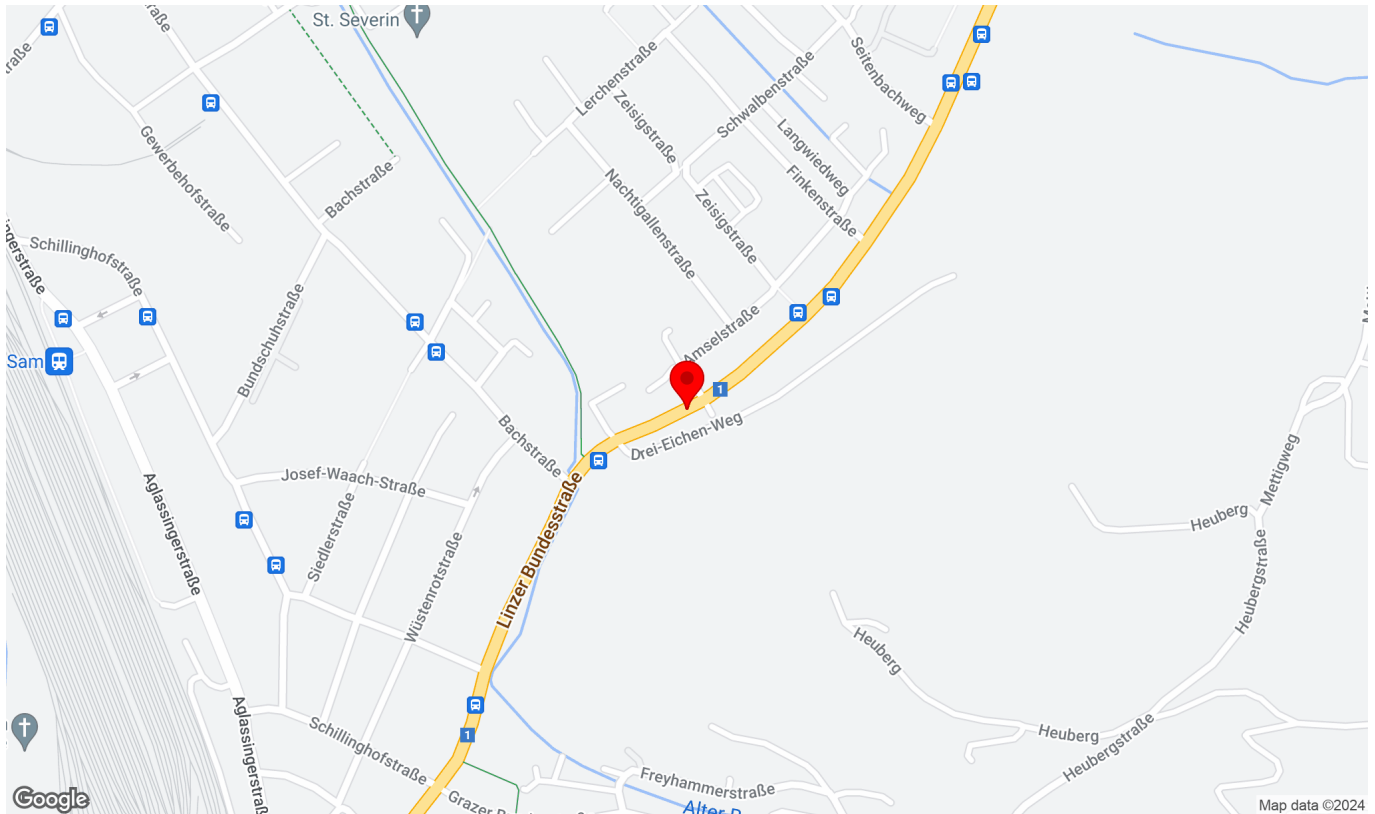 St. Severin
Lerchenstraße
Zeisigstraße
Schwalbenstraße
Seitenbachweg
Langwiedweg
Finkenstraße
Gewerbehofstraße
Bachstraße
Nachtigallenstraße
Zeisigstraße
Schillinghofstraße
Bundschuhstraße
Sam
Amselstraße
1
Drei-Eichen-Weg
Bachstraße
Josef-Waach-Straße
Aglassingerstraße
Siedlerstraße
Wüstenrotstraße
Linzer Bundesstraße
Mettigweg
Heuberg
Heubergstraße
Heuberg
Aglassingerstraß
Schillinghofstraße
1
Heuberg
Heubergstraße
Freyhammerstraße
Grazer
Alter
Google
Map data ©2024